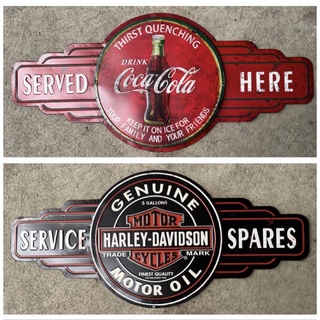 THIRST QUENCHING
DRINK
Coca-Cola
SERVED HERE
KEEP IT ON ICE FOR
YOUR FAMILY AND YOUR FRIENDS
GENUINE
5 GALLONS
MOTOR
SERVICE HARLEY-DAVIDSON SPARES
TRADE MARK
CYCLES
FINEST QUALITY
MOTOR OIL